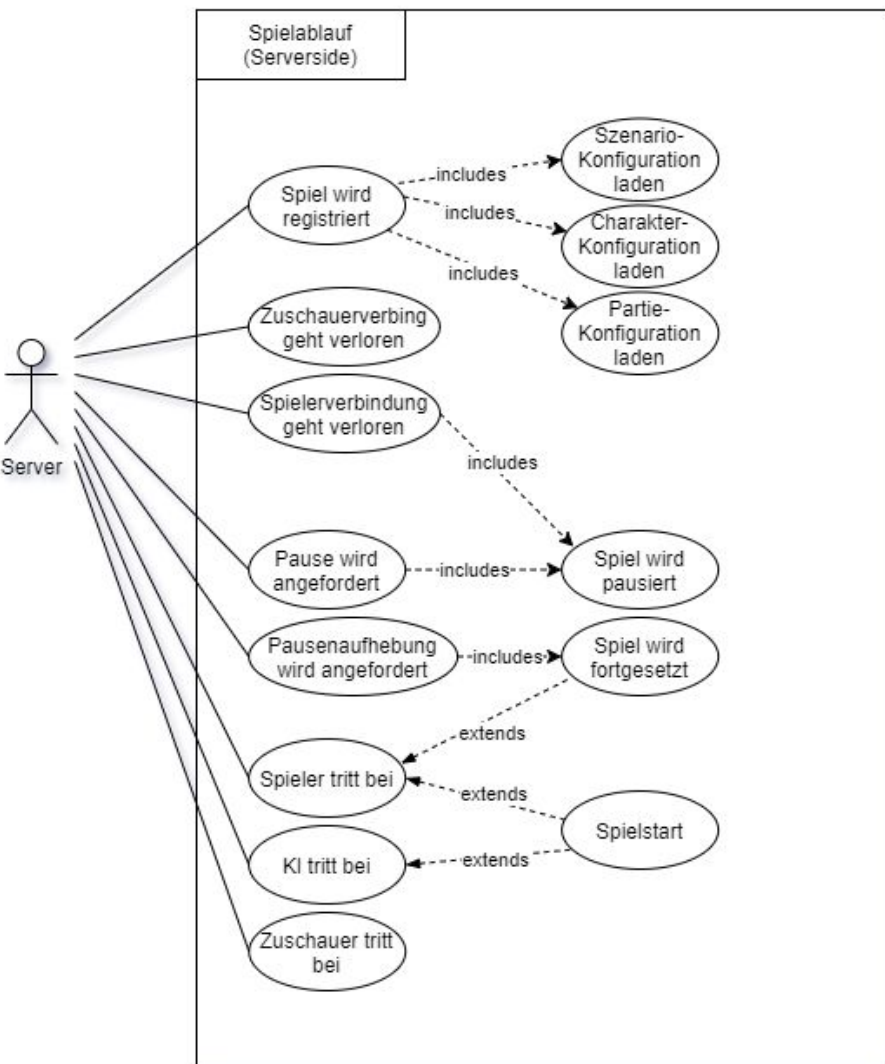 Spielablauf
(Serverside)
Spiel wird
registriert
includes
includes
includes
Szenario-
Konfiguration
laden
Charakter-
Konfiguration
laden
Partie-
Konfiguration
laden
Zuschauerverbing
geht verloren
Spielerverbindung
geht verloren
includes
Server
Pause wird
angefordert
includes
Spiel wird
pausiert
Pausenaufhebung
wird angefordert
includes
Spiel wird
fortgesetzt
extends
Spieler tritt bei
extends
Spielstart
KI tritt bei
extends
Zuschauer tritt
bei